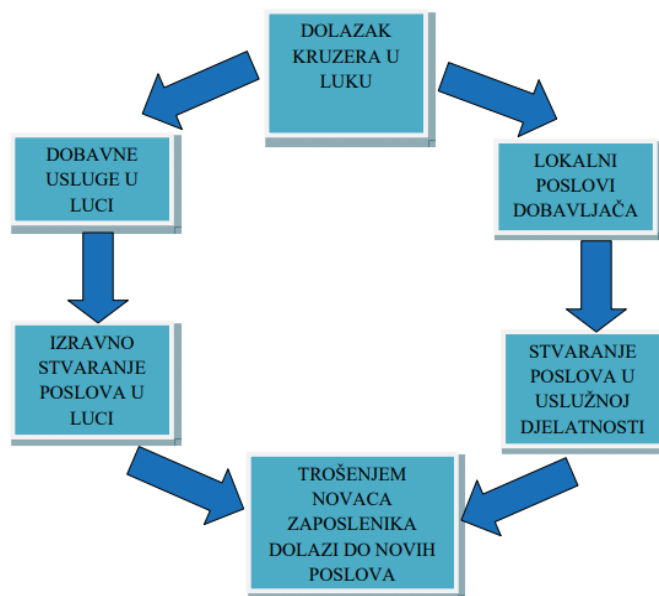 DOLAZAK
KRUZERA U
LUKU
DOBAVNE
USLUGE U
LUCI
LOKALNI
POSLOVI
DOBAVLJAČA
IZRAVNO
STVARANJE
POSLOVA U
LUCI
STVARANJE
POSLOVA U
USLUŽNOJ
DJELATNOSTI
TROŠENJEM
NOVACA
ZAPOSLENIKA
DOLAZI DO NOVIH
POSLOVA